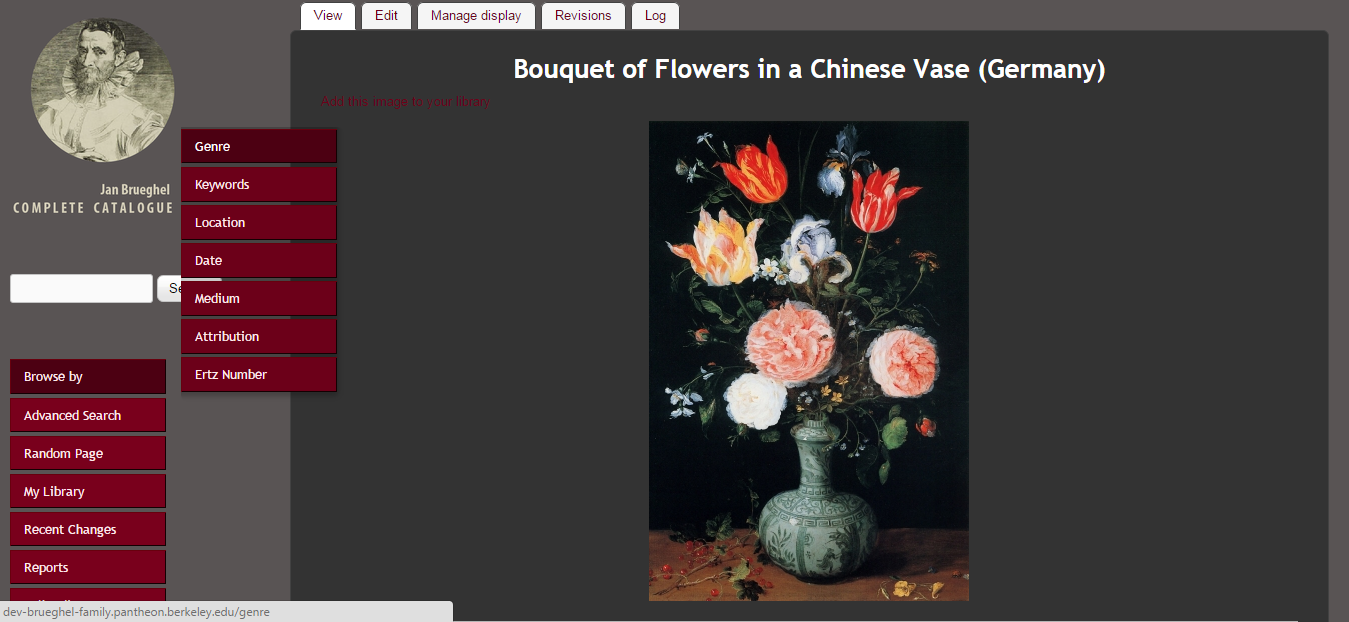 View
Edit
Manage display
Revisions
Log
Bouquet of Flowers in a Chinese Vase (Germany)
Add this image to your library
Jan Brueghel
COMPLETE CATALOGUE
Genre
Keywords
Location
Date
Medium
Attribution
Ertz Number
Se
Browse by
Advanced Search
Random Page
My Library
Recent Changes
Reports
dev-brueghel-family.pantheon.berkeley.edu/genre